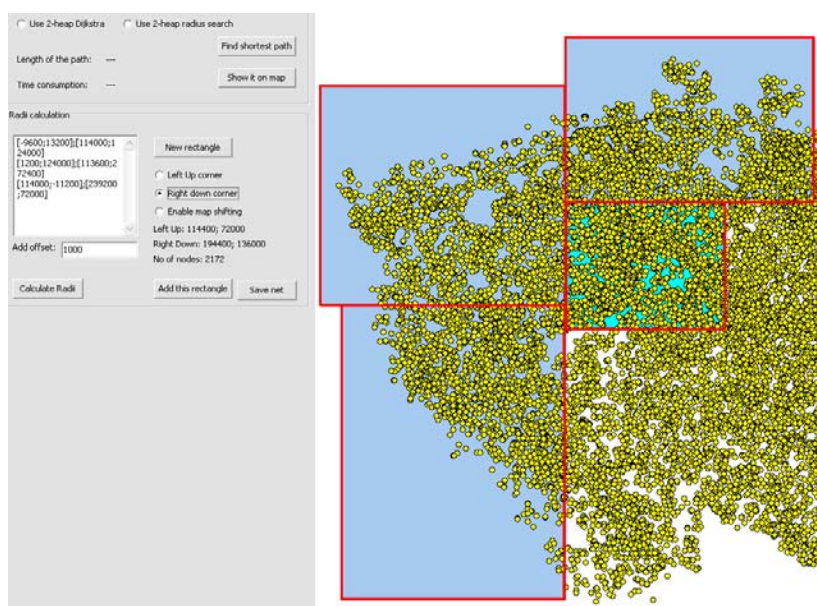 Use 2-heap Dijkstra Use 2-heap radius search
Find shortest path
Length of the path: ---
Show it on map
Time consumption: ---
Radii calculation
[-9600;13200];[114000;1
24000]
[1200;124000];[113600;2
72400]
[114000;-11200];[239200
;72000]
New rectangle
Left Up corner
Right down corner
Enable map shifting
Left Up: 114400; 72000
Right Down: 194400; 136000
No of nodes: 2172
Add offset: 1000
Calculate Radii Add this rectangle Save net